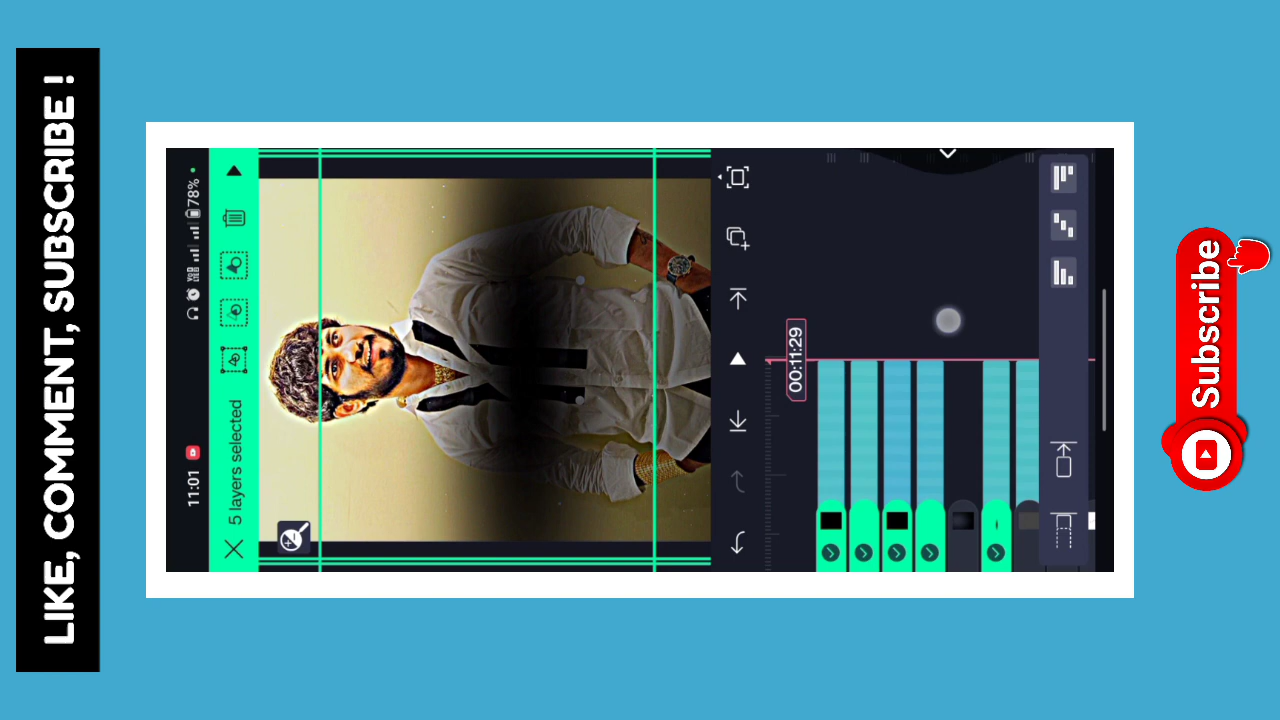 LIKE, COMMENT, SUBSCRIBE !
11:01
78%
5 layers selected
00:11:29
Subscribe